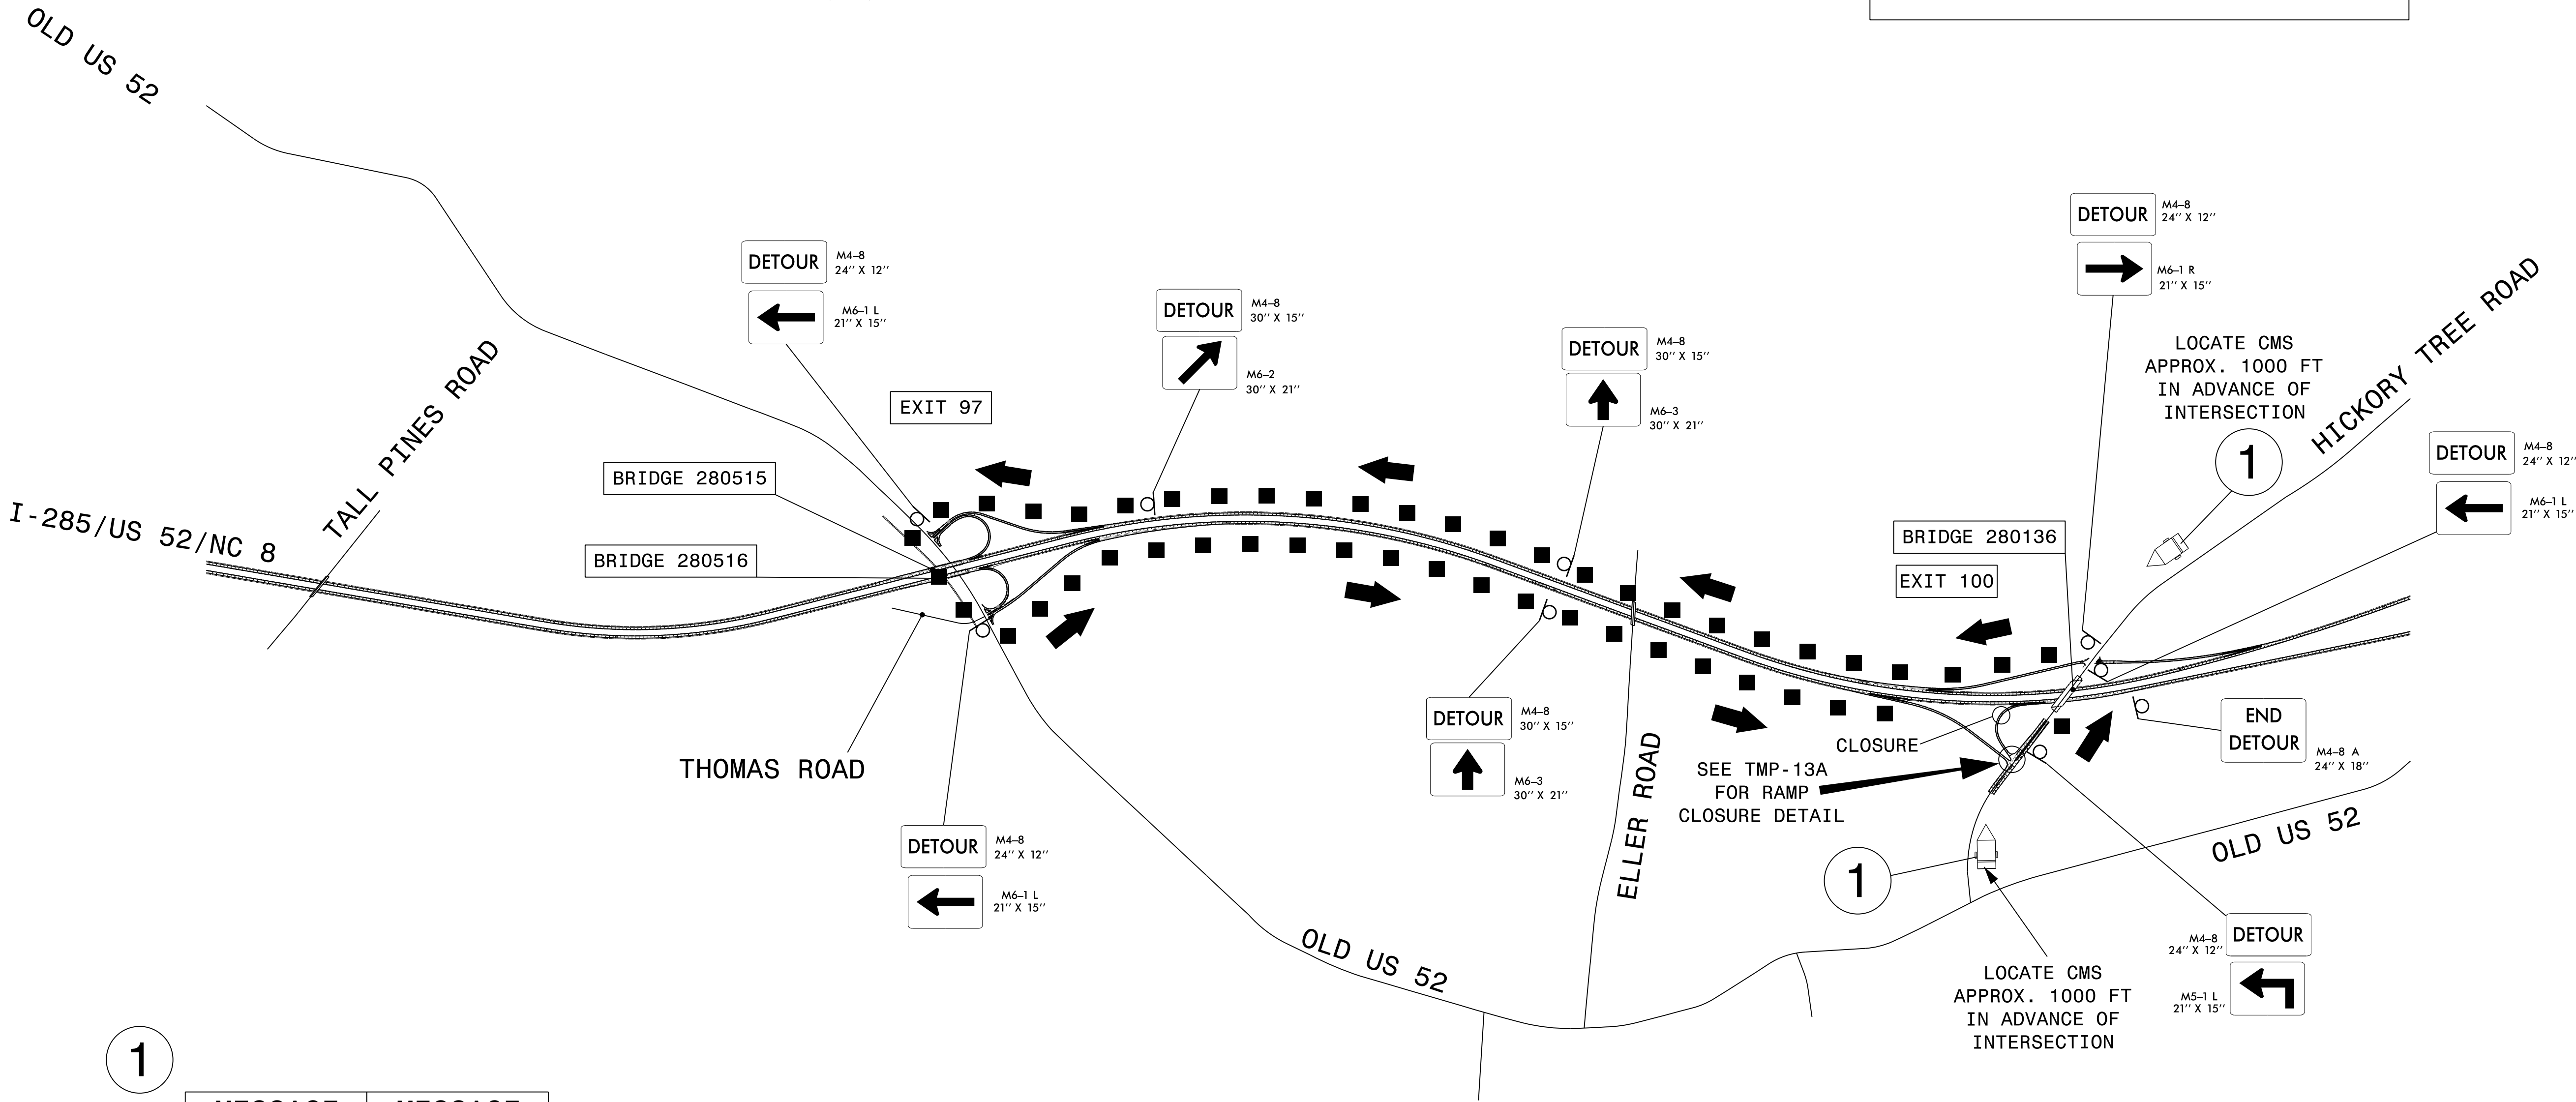 OLD US 52
TALL PINES ROAD
I-285/US 52/NC 8
DETOUR
M4-8
24'' X 12''
M6-1 L
21'' X 15''
EXIT 97
BRIDGE 280515
BRIDGE 280516
THOMAS ROAD
DETOUR
M4-8
24'' X 12''
M6-1 L
21'' X 15''
DETOUR
M4-8
30'' X 15''
M6-2
30'' X 21''
DETOUR
M4-8
30'' X 15''
M6-3
30'' X 21''
DETOUR
M4-8
30'' X 15''
M6-3
30'' X 21''
ELLER ROAD
OLD US 52
DETOUR
M4-8
24'' X 12''
M6-1 R
21'' X 15''
LOCATE CMS
APPROX. 1000 FT
IN ADVANCE OF
INTERSECTION
1
HICKORY TREE ROAD
DETOUR
M4-8
24'' X 12''
M6-1 L
21'' X 15''
BRIDGE 280136
EXIT 100
CLOSURE
SEE TMP-13A
FOR RAMP
CLOSURE DETAIL
END
DETOUR
M4-8 A
24'' X 18''
OLD US 52
1
LOCATE CMS
APPROX. 1000 FT
IN ADVANCE OF
INTERSECTION
DETOUR
M4-8
24'' X 12''
M5-1 L
21'' X 15''
1
MESSAGE MESSAGE